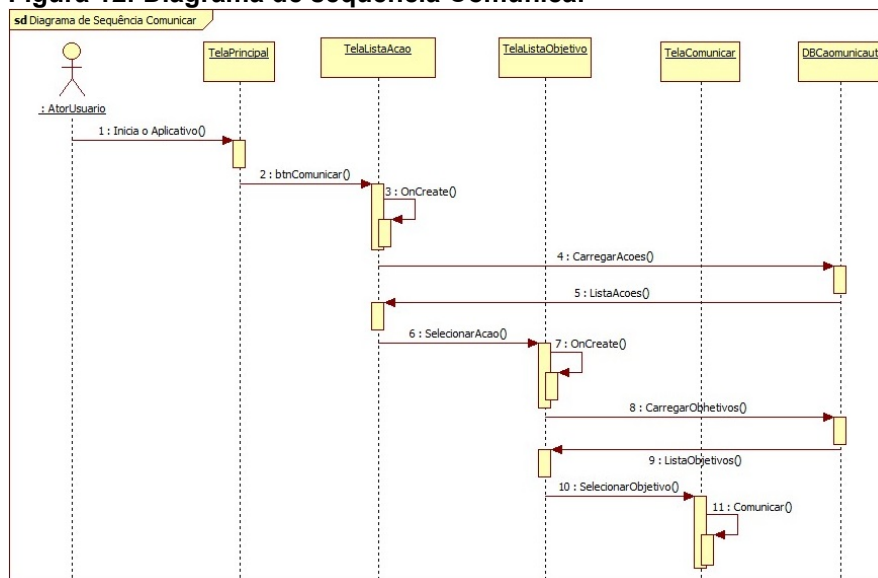 Figura 12: Diagrama de sequência Comunicar
sd Diagrama de Sequência Comunicar
TelaPrincipal
TelaListaAcao
TelaListaObjetivo
TelaComunicar
DBCaomunicaut
: AtorUsuario
1 : Inicia o Aplicativo()
2 : btnComunicar()
3 : OnCreate()
4 : CarregarAcoes()
5 : ListaAcoes()
6 : SelecionarAcao()
7 : OnCreate()
8 : CarregarObhetivos()
9 : ListaObjetivos()
10 : SelecionarObjetivo()
11 : Comunicar()